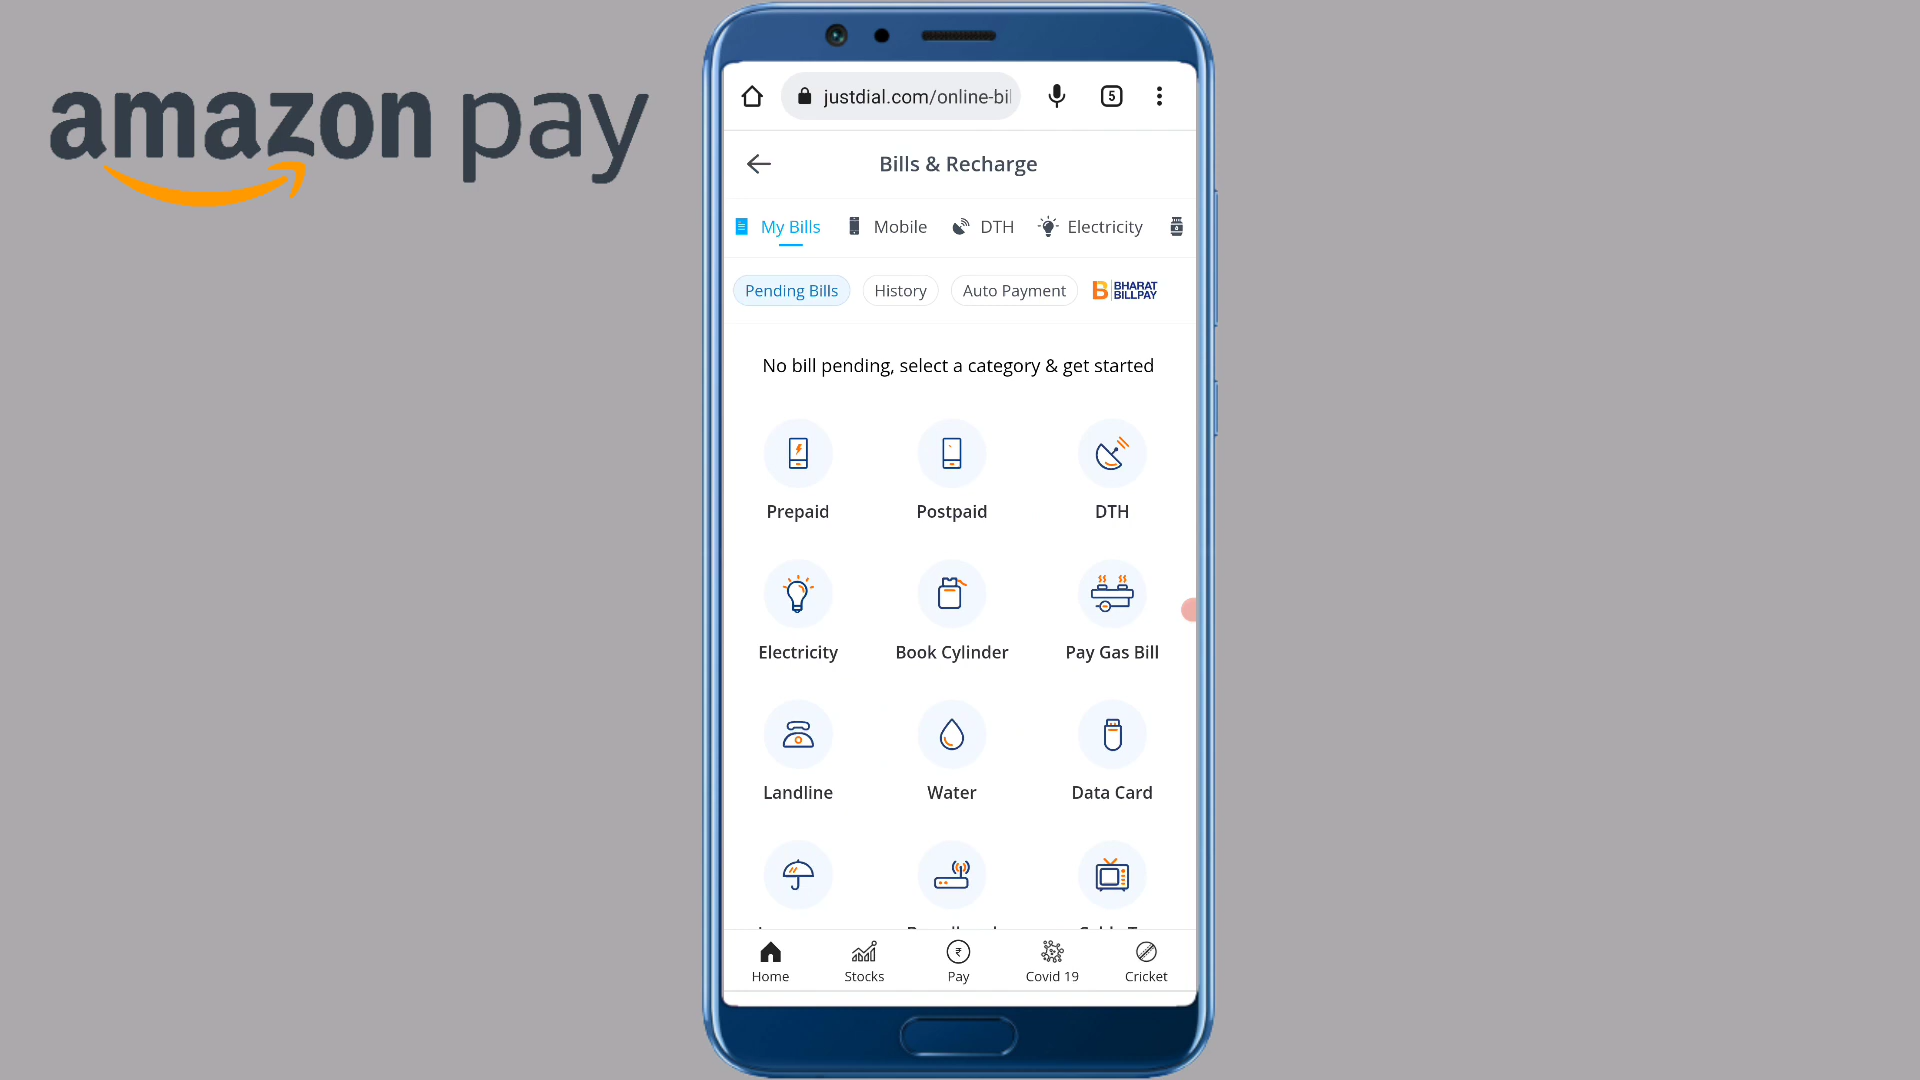 amazon pay
justdial.com/online-bil
5
Bills & Recharge
My Bills
Mobile
DTH
Electricity
Pending Bills
History
Auto Payment
BHARAT
BILLPAY
No bill pending, select a category & get started
Prepaid
Postpaid
DTH
Electricity
Book Cylinder
Pay Gas Bill
Landline
Water
Data Card
Home
Stocks
Pay
Covid 19
Cricket